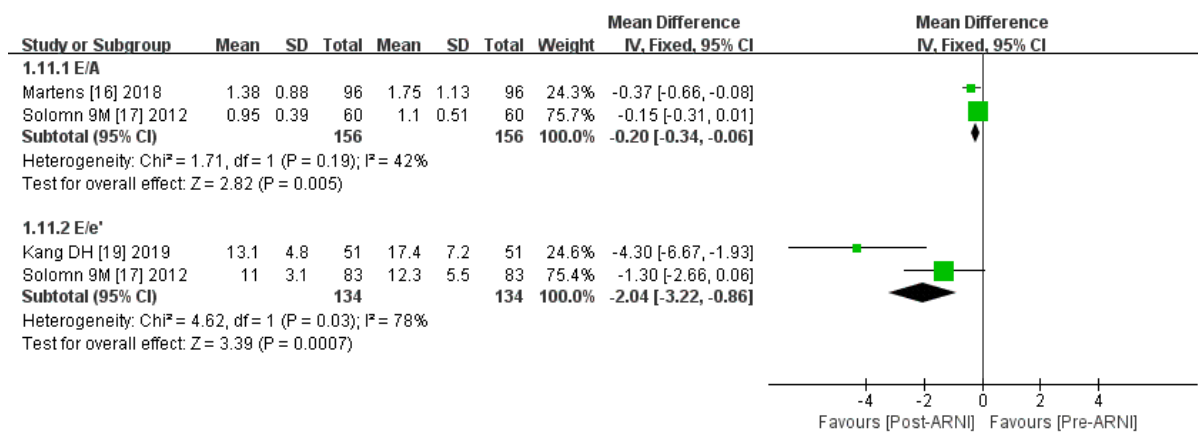 Mean Difference Mean Difference
Study or Subgroup Mean SD Total Mean SD Total Weight IV, Fixed, 95% CI IV, Fixed, 95% CI
1.11.1 E/A
Martens [16] 2018 1.38 0.88 96 1.75 1.13 96 24.3% -0.37 [-0.66, -0.08]
Solomn 9M [17] 2012 0.95 0.39 60 1.1 0.51 60 75.7% -0.15 [-0.31, 0.01]
Subtotal (95% CI) 156 156 100.0% -0.20 [-0.34, -0.06]
Heterogeneity: Chi² = 1.71, df = 1 (P = 0.19); I² = 42%
Test for overall effect: Z = 2.82 (P = 0.005)
1.11.2 E/e'
Kang DH [19] 2019 13.1 4.8 51 17.4 7.2 51 24.6% -4.30 [-6.67, -1.93]
Solomn 9M [17] 2012 11 3.1 83 12.3 5.5 83 75.4% -1.30 [-2.66, 0.06]
Subtotal (95% CI) 134 134 100.0% -2.04 [-3.22, -0.86]
Heterogeneity: Chi² = 4.62, df = 1 (P = 0.03); I² = 78%
Test for overall effect: Z = 3.39 (P = 0.0007)
-4 -2 0 2 4
Favours [Post-ARNI] Favours [Pre-ARNI]